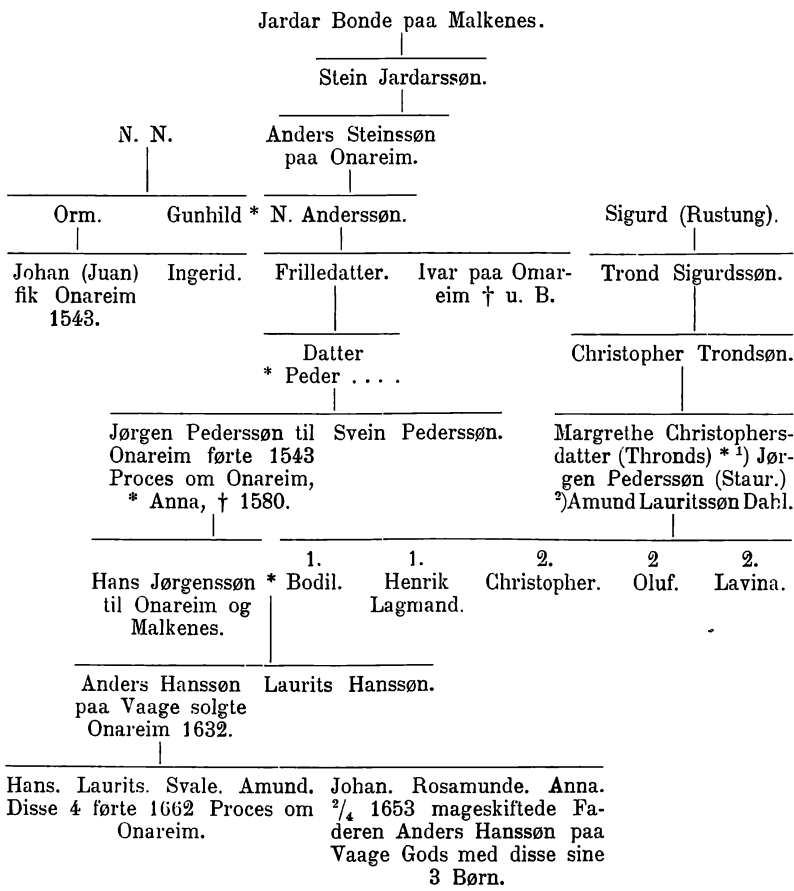 Jardar Bonde paa Malkenes.
Stein Jardarssøn.
N. N.
Anders Steinssøn
paa Onareim.
Orm. Gunhild * N. Anderssøn. Sigurd (Rustung).
Johan (Juan)
fik Onareim
1543.
Ingerid.
Frilledatter.
Ivar paa Omar-
eim † u. B.
Trond Sigurdssøn.
Datter
* Peder . . . .
Christopher Trondsøn.
Jørgen Pederssøn til
Onareim førte 1543
Proces om Onareim,
* Anna, † 1580.
Svein Pederssøn.
Margrethe Christophers-
datter (Thronds) * ¹) Jør-
gen Pederssøn (Staur.)
²) Amund Lauritssøn Dahl.
Hans Jørgenssøn
til Onareim og
Malkenes.
1.
* Bodil.
1.
Henrik
Lagmand.
2.
Christopher.
2
Oluf.
2.
Lavina.
Anders Hanssøn
paa Vaage solgte
Onareim 1632.
Laurits Hanssøn.
Hans. Laurits. Svale. Amund.
Disse 4 førte 1662 Proces om
Onareim.
Johan. Rosamunde. Anna.
²/₄ 1653 mageskiftede Fa-
deren Anders Hanssøn paa
Vaage Gods med disse sine
3 Børn.